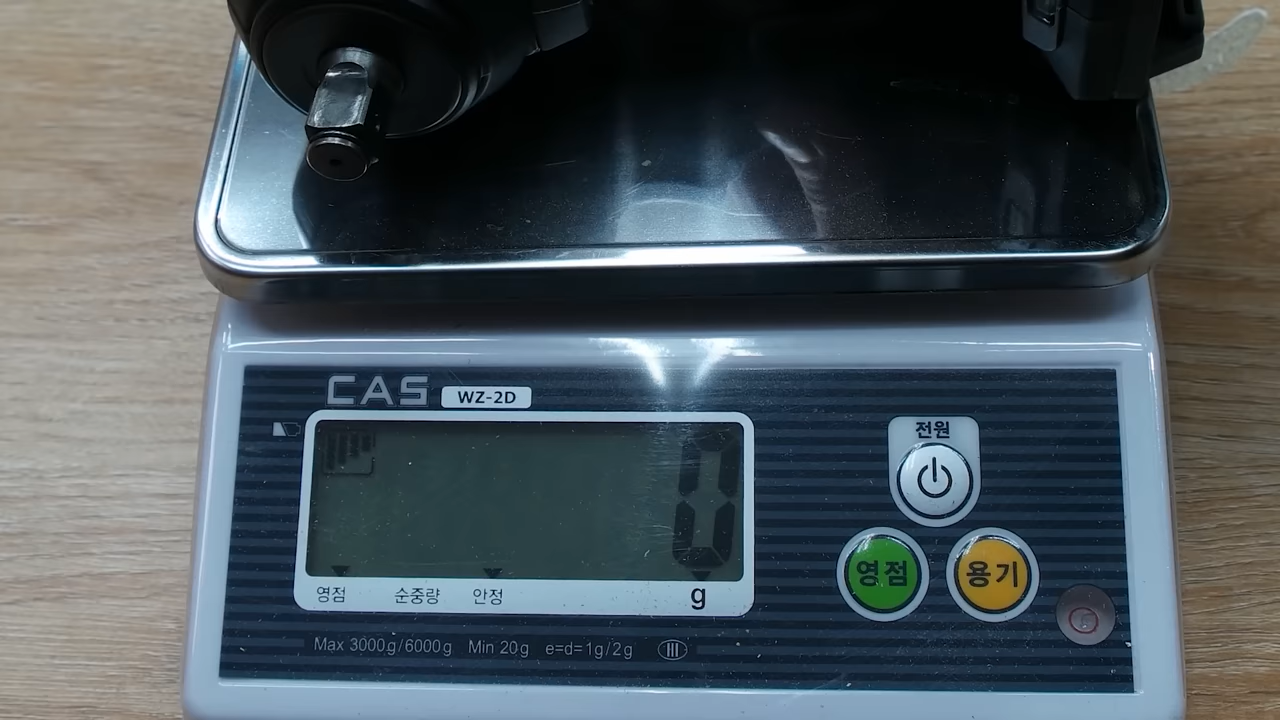 CAS WZ-2D
전원
0
영점 순중량 안정 g
영점 용기
Max 3000g/6000g Min 20g e=d=1g/2g III